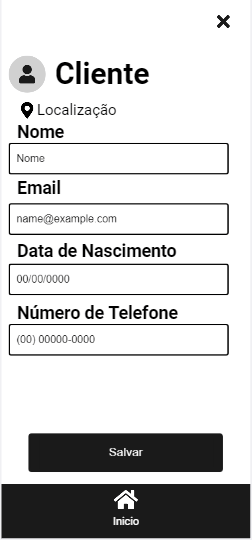 Cliente
Localização
Nome
Nome
Email
name@example.com
Data de Nascimento
00/00/0000
Número de Telefone
(00) 00000-0000
Salvar
Inicio